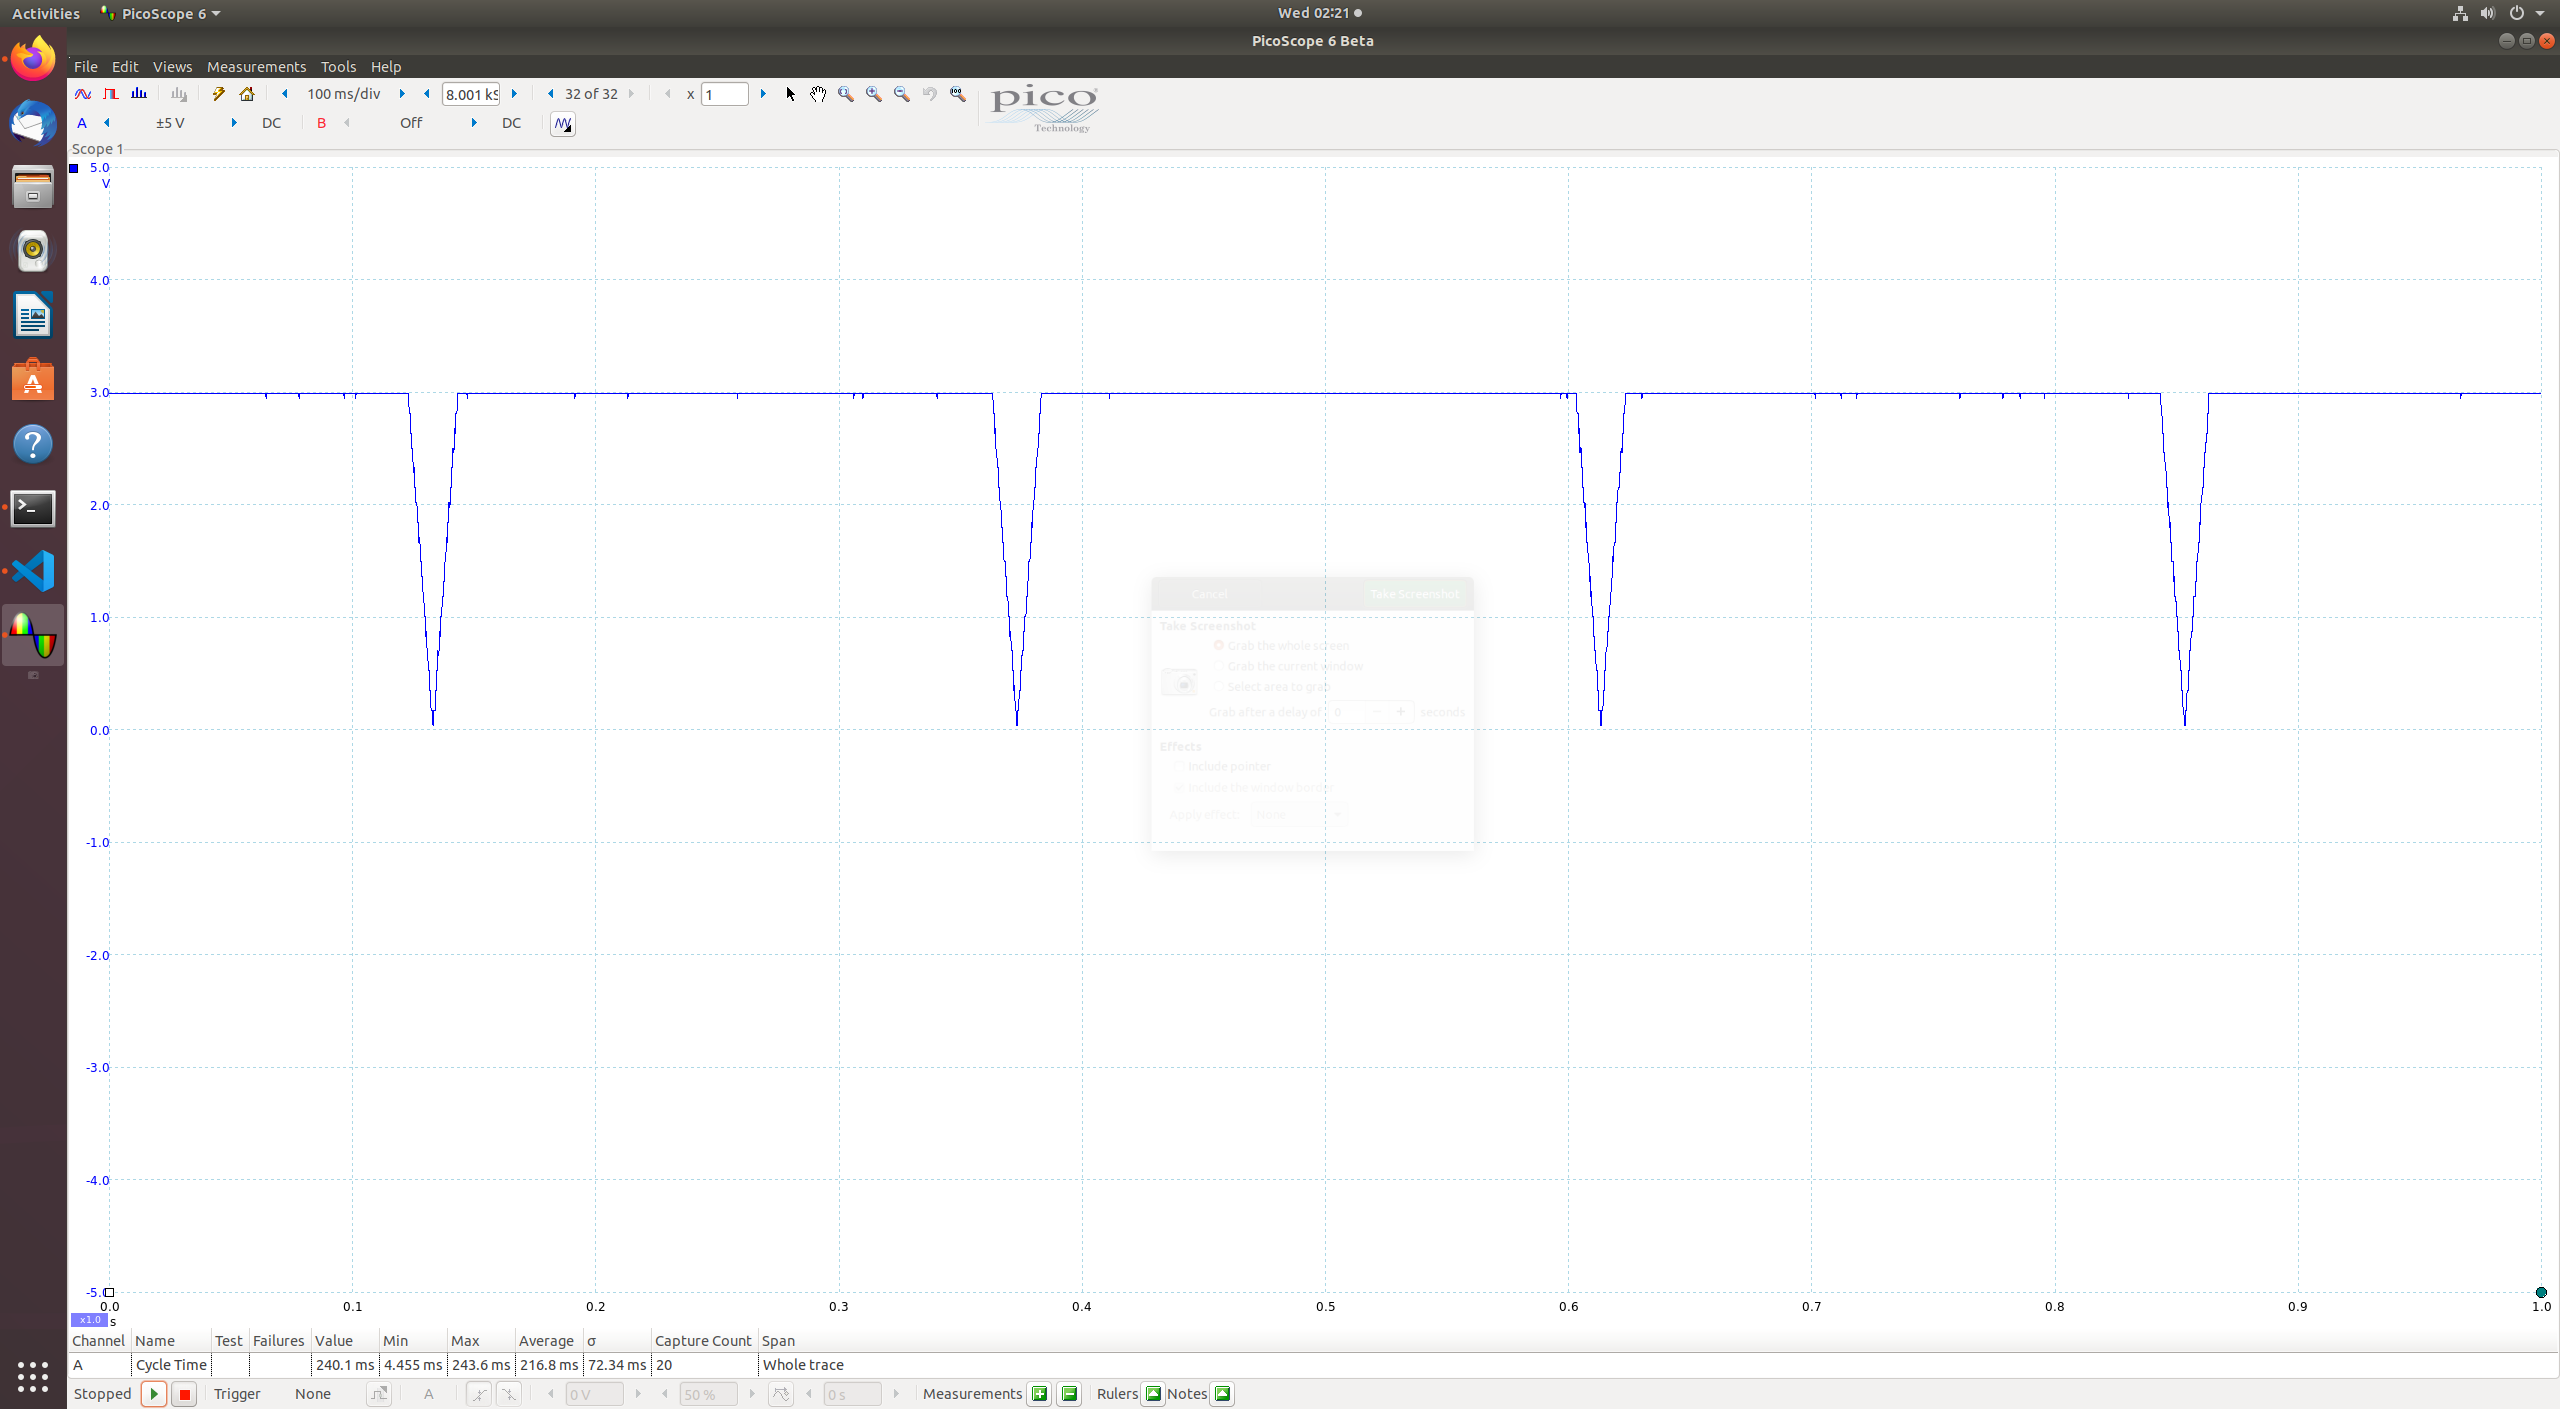 Activities PicoScope 6 Wed 02:21
PicoScope 6 Beta
File Edit Views Measurements Tools Help
100 ms/div 8.001 kS 32 of 32 x 1
pico
Technology
A ±5 V DC B Off DC
Scope 1
5.0
V
4.0
3.0
2.0
1.0
0.0
-1.0
-2.0
-3.0
-4.0
-5.0
Cancel Take Screenshot
Take Screenshot
Grab the whole screen
Grab the current window
Select area to grab
Grab after a delay of 0 − + seconds
Effects
Include pointer
Include the window border
Apply effect: None
0.0 0.1 0.2 0.3 0.4 0.5 0.6 0.7 0.8 0.9 1.0
x1.0 s
Channel Name Test Failures Value Min Max Average σ Capture Count Span
A Cycle Time 240.1 ms 4.455 ms 243.6 ms 216.8 ms 72.34 ms 20 Whole trace
Stopped Trigger None A 0 V 50 % 0 s Measurements Rulers Notes